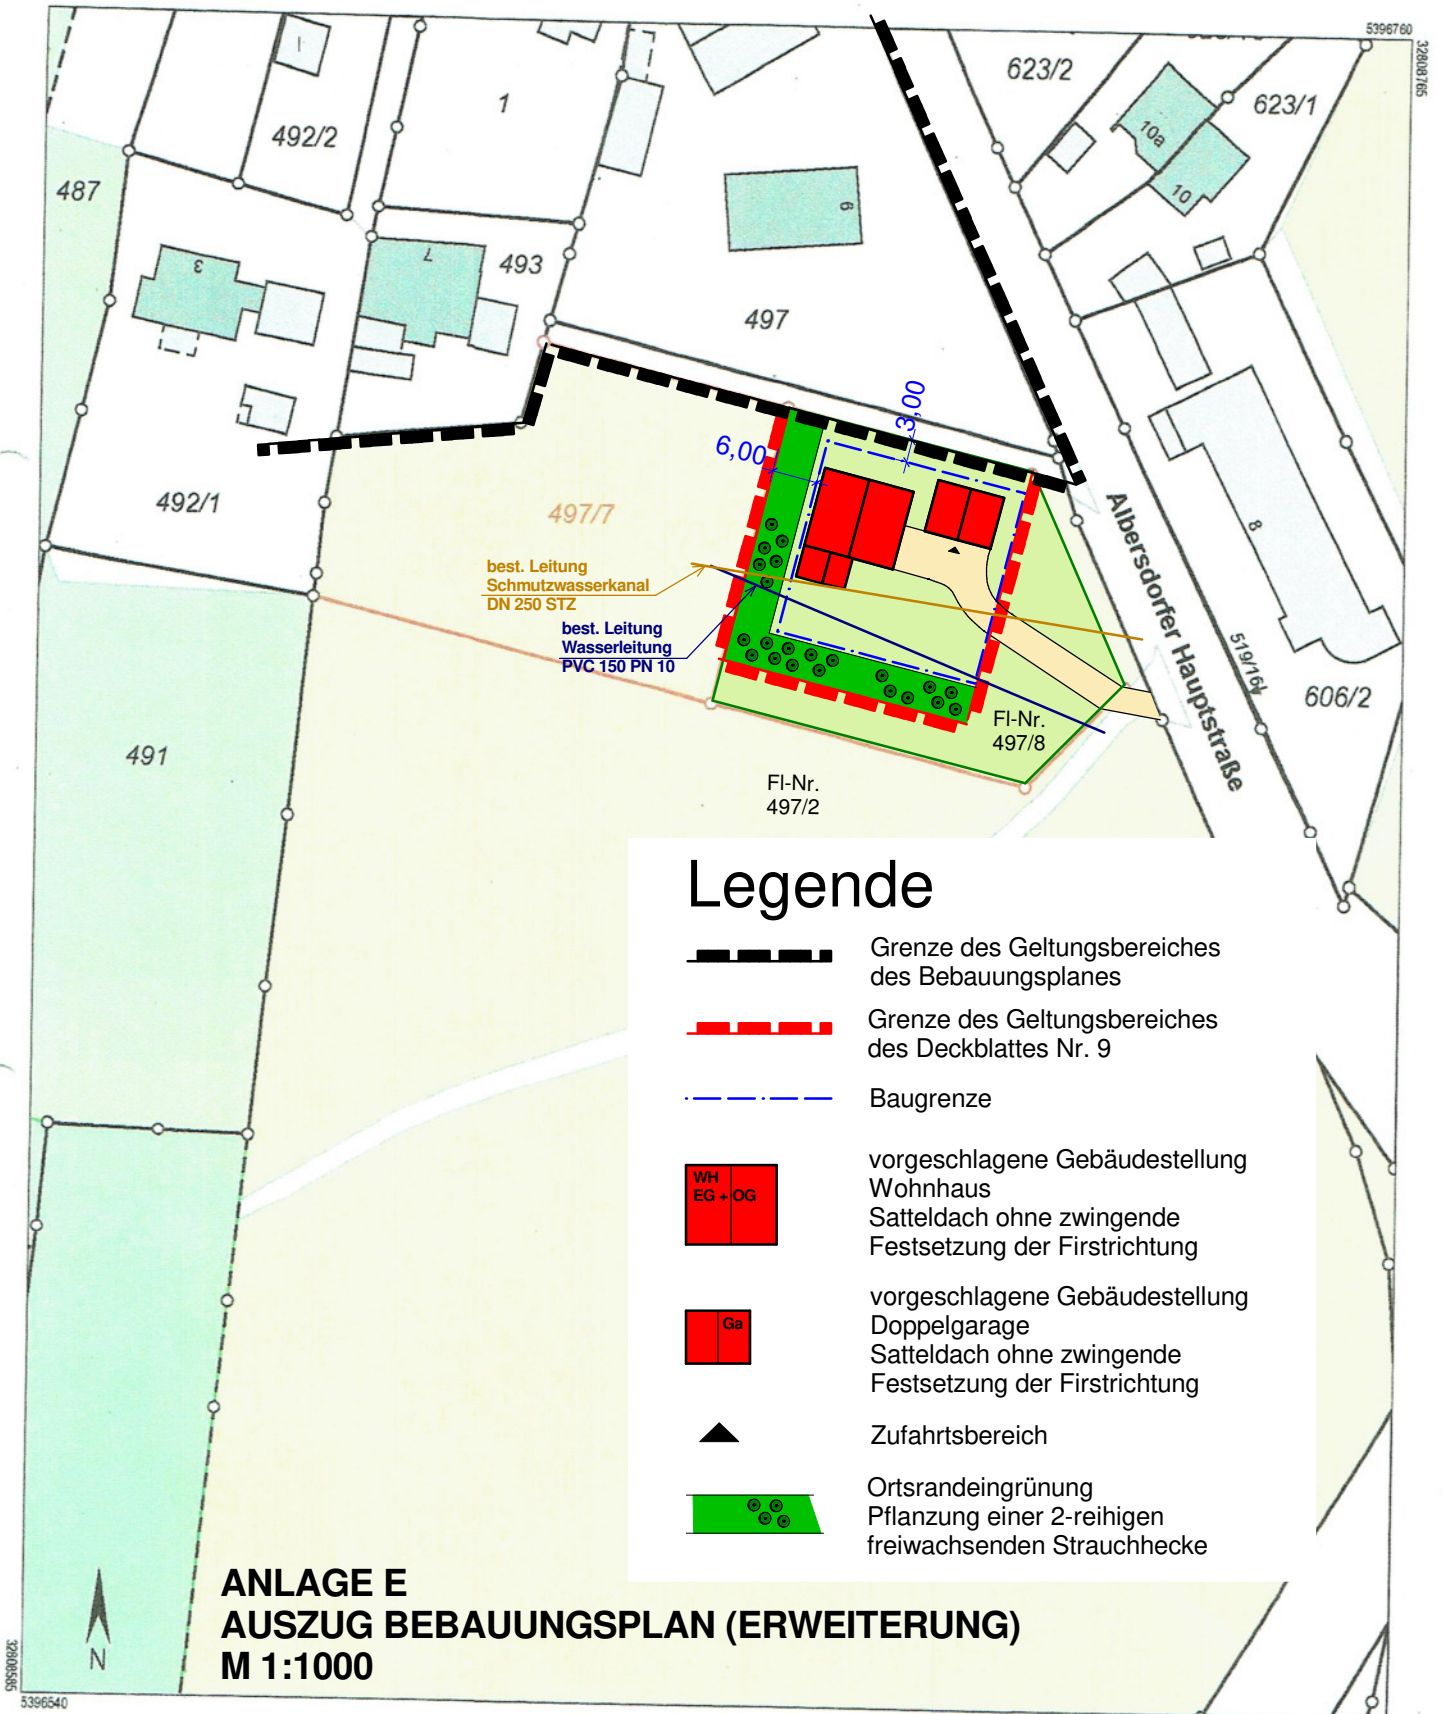 5396760
32808765
623/2
623/1
10a
10
1
492/2
487
1
3
7
493
6
497
3,00
6,00
492/1
497/7
best. Leitung
Schmutzwasserkanal
DN 250 STZ
best. Leitung
Wasserleitung
PVC 150 PN 10
Albersdorfer Hauptstraße
8
519/16
606/2
491
Fl-Nr.
497/8
Fl-Nr.
497/2
Legende
Grenze des Geltungsbereiches
des Bebauungsplanes
Grenze des Geltungsbereiches
des Deckblattes Nr. 9
Baugrenze
WH
EG + OG
vorgeschlagene Gebäudestellung
Wohnhaus
Satteldach ohne zwingende
Festsetzung der Firstrichtung
Ga
vorgeschlagene Gebäudestellung
Doppelgarage
Satteldach ohne zwingende
Festsetzung der Firstrichtung
Zufahrtsbereich
Ortsrandeingrünung
Pflanzung einer 2-reihigen
freiwachsenden Strauchhecke
ANLAGE E
AUSZUG BEBAUUNGSPLAN (ERWEITERUNG)
M 1:1000
N
32808585
5396540